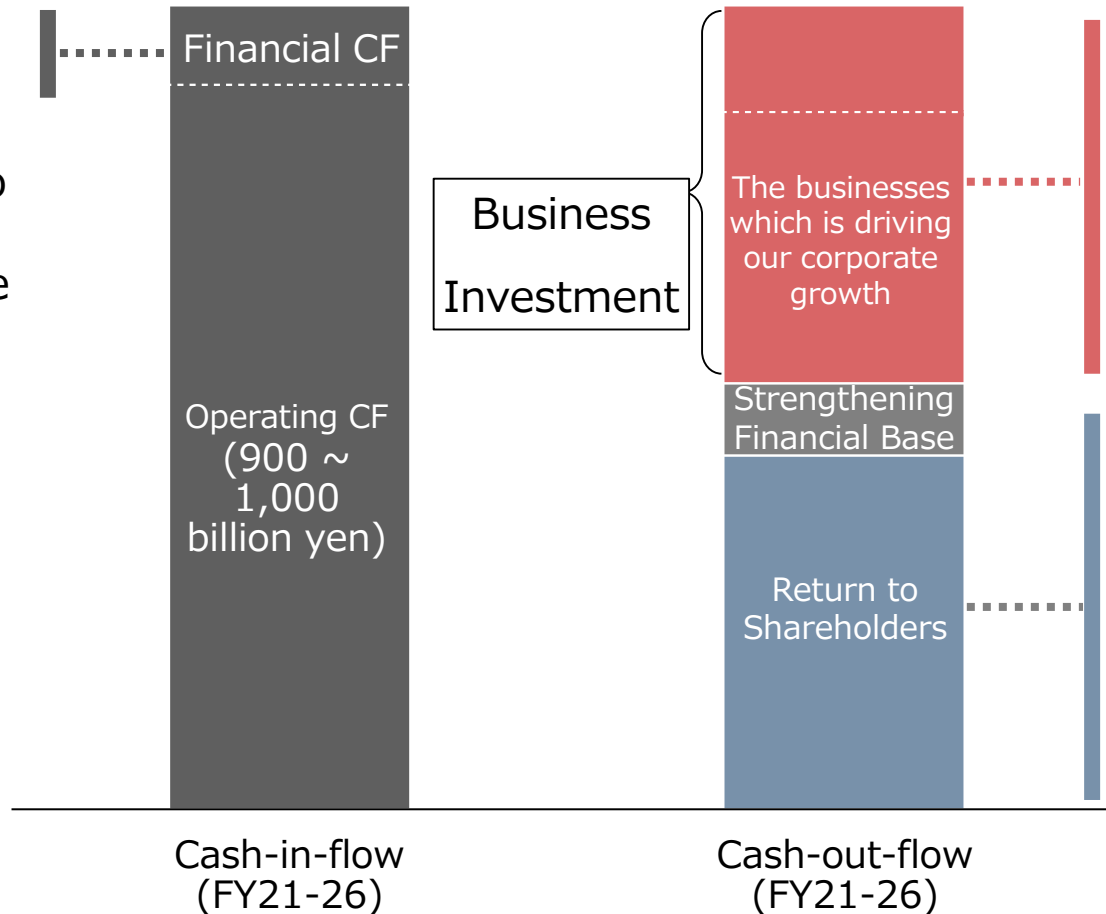 Financial CF
Operating CF
(900 ~
1,000
billion yen)
Business
Investment
The businesses
which is driving
our corporate
growth
Strengthening
Financial Base
Return to
Shareholders
Cash-in-flow
(FY21-26)
Cash-out-flow
(FY21-26)